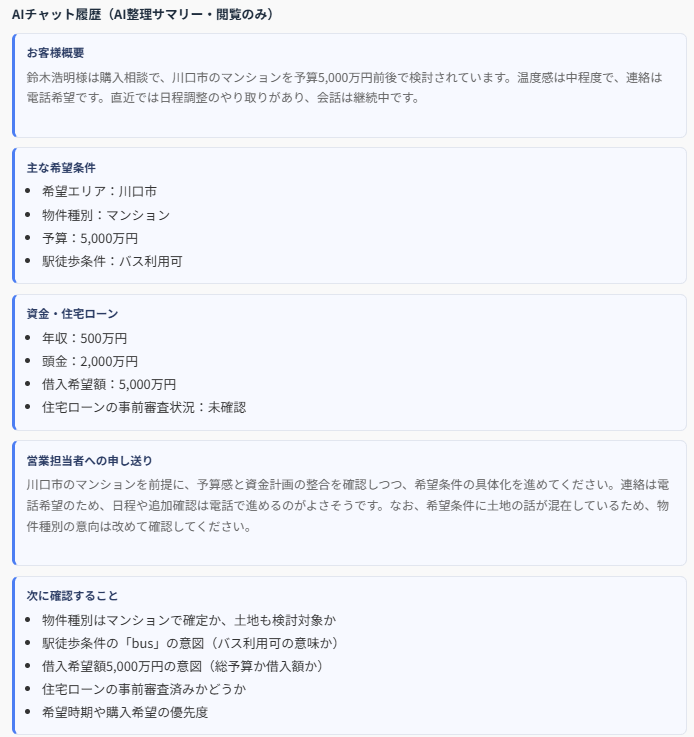 AIチャット履歴（AI整理サマリー・閲覧のみ）
お客様概要
鈴木浩明様は購入相談で、川口市のマンションを予算5,000万円前後で検討されています。温度感は中程度で、連絡は
電話希望です。直近では日程調整のやり取りがあり、会話は継続中です。
主な希望条件
• 希望エリア：川口市
• 物件種別：マンション
• 予算：5,000万円
• 駅徒歩条件：バス利用可
資金・住宅ローン
• 年収：500万円
• 頭金：2,000万円
• 借入希望額：5,000万円
• 住宅ローンの事前審査状況：未確認
営業担当者への申し送り
川口市のマンションを前提に、予算感と資金計画の整合を確認しつつ、希望条件の具体化を進めてください。連絡は電
話希望のため、日程や追加確認は電話で進めるのがよさそうです。なお、希望条件に土地の話が混在しているため、物
件種別の意向は改めて確認してください。
次に確認すること
• 物件種別はマンションで確定か、土地も検討対象か
• 駅徒歩条件の「bus」の意図（バス利用可の意味か）
• 借入希望額5,000万円の意図（総予算か借入額か）
• 住宅ローンの事前審査済みかどうか
• 希望時期や購入希望の優先度